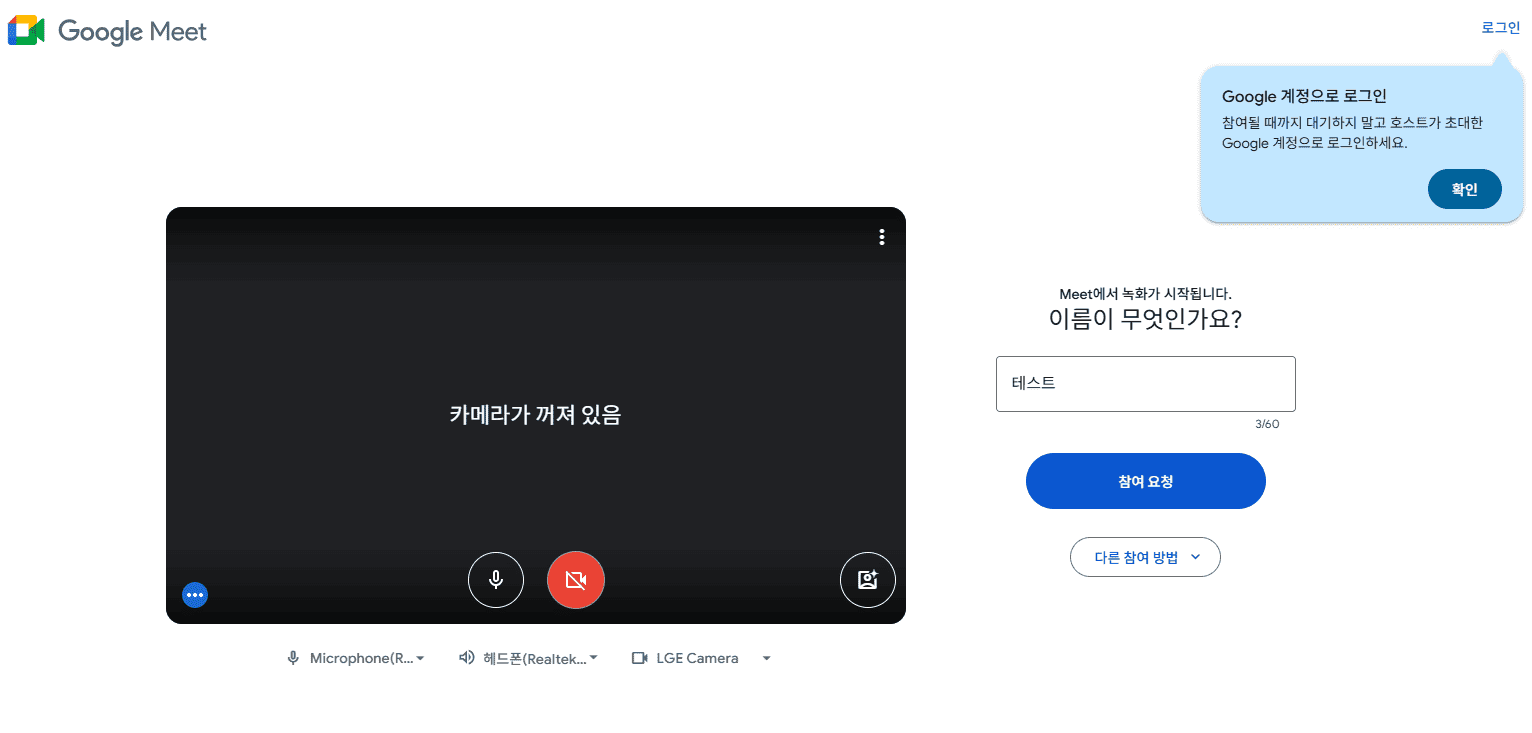 Google Meet
로그인
Google 계정으로 로그인
참여될 때까지 대기하지 말고 호스트가 초대한
Google 계정으로 로그인하세요.
확인
카메라가 꺼져 있음
Microphone(R...
헤드폰(Realtek...
LGE Camera
Meet에서 녹화가 시작됩니다.
이름이 무엇인가요?
테스트
3/60
참여 요청
다른 참여 방법